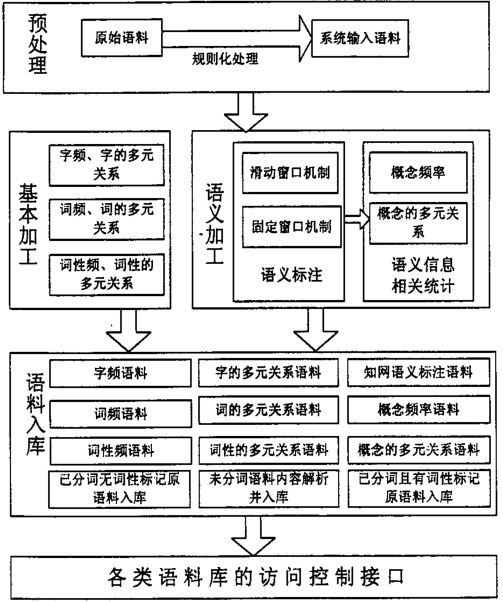 预处理
原始语料
规则化处理
系统输入语料
基本加工
字频、字的多元
关系
词频、词的多元
关系
词性频、词性的
多元关系
语义加工
滑动窗口机制
固定窗口机制
语义标注
概念频率
概念的多元关
系
语义信息
相关统计
语料入库
字频语料
字的多元关系语料
知网语义标注语料
词频语料
词的多元关系语料
概念频率语料
词性频语料
词性的多元关系语料
概念的多元关系语料
已分词无词性标记原
语料入库
未分词语料内容解析
并入库
已分词且有词性标记
原语料入库
各类语料库的访问控制接口